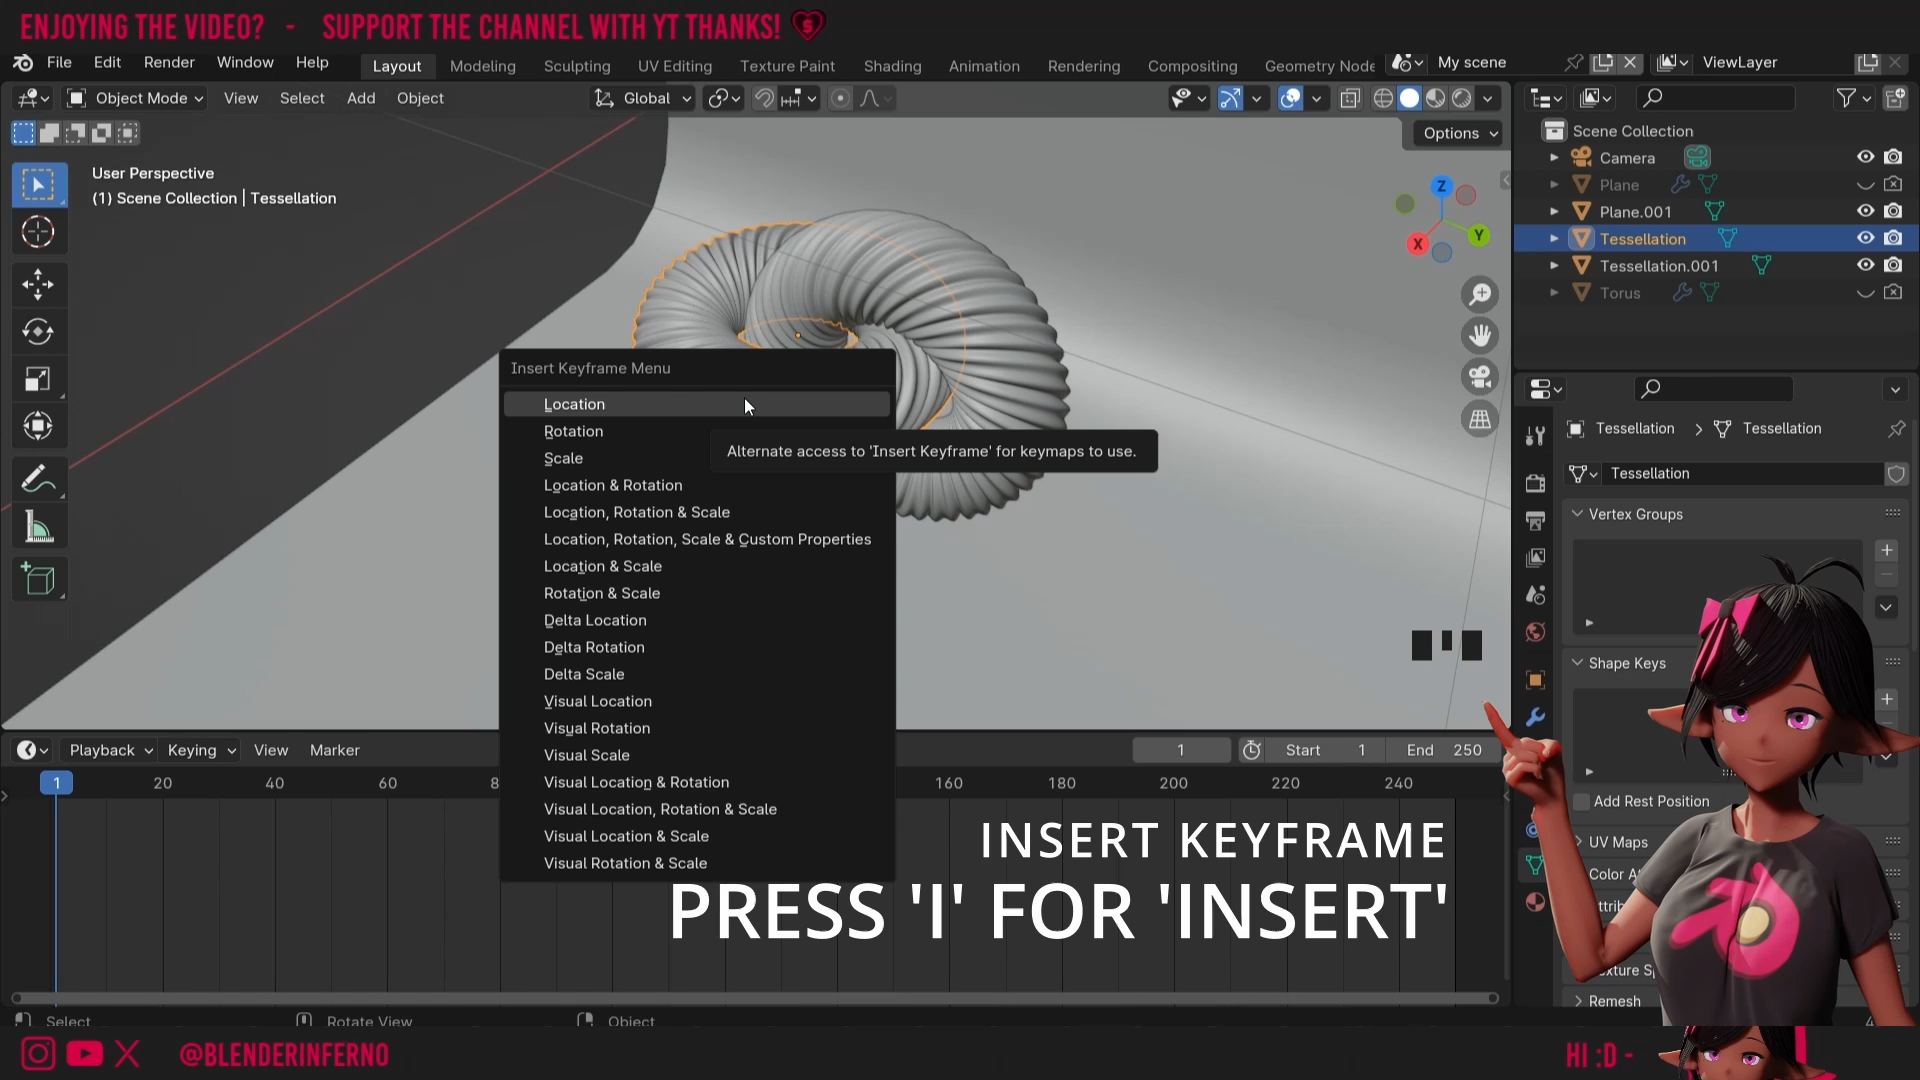 ENJOYING THE VIDEO? - SUPPORT THE CHANNEL WITH YT THANKS!
File Edit Render Window Help
Layout Modeling Sculpting UV Editing Texture Paint Shading Animation Rendering Compositing Geometry Node
My scene
ViewLayer
Object Mode View Select Add Object
Global
Options
User Perspective
(1) Scene Collection | Tessellation
Z
X
Y
Scene Collection
Camera
Plane
Plane.001
Tessellation
Tessellation.001
Torus
Insert Keyframe Menu
Location
Rotation
Scale
Location & Rotation
Location, Rotation & Scale
Location, Rotation, Scale & Custom Properties
Location & Scale
Rotation & Scale
Delta Location
Delta Rotation
Delta Scale
Visual Location
Visual Rotation
Visual Scale
Visual Location & Rotation
Visual Location, Rotation & Scale
Visual Location & Scale
Visual Rotation & Scale
Alternate access to 'Insert Keyframe' for keymaps to use.
Tessellation > Tessellation
Tessellation
Vertex Groups
Shape Keys
Add Rest Position
UV Maps
Color
Remesh
Playback Keying View Marker
1
Start 1
End 250
1 20 40 60 8 160 180 200 220 240
INSERT KEYFRAME
PRESS 'I' FOR 'INSERT'
Select Rotate View Object
@BLENDERINFERNO
HI :D -